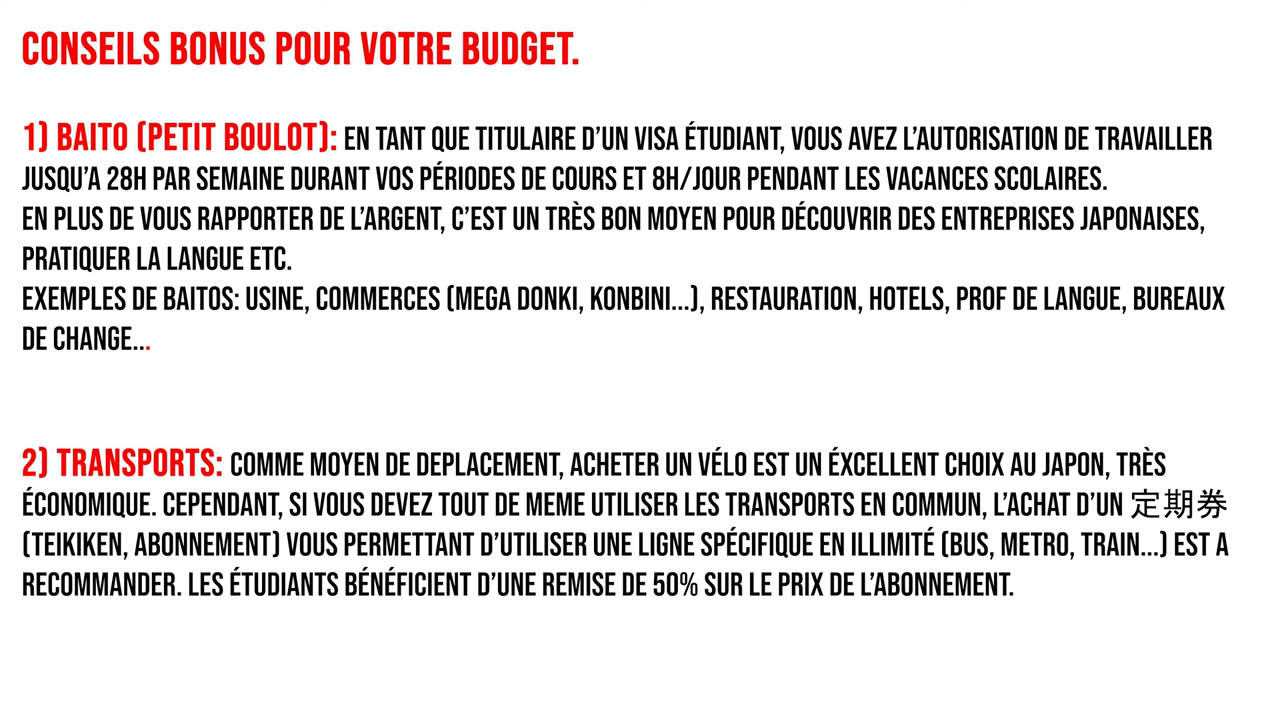 CONSEILS BONUS POUR VOTRE BUDGET.
1) BAITO (PETIT BOULOT): EN TANT QUE TITULAIRE D'UN VISA ÉTUDIANT, VOUS AVEZ L'AUTORISATION DE TRAVAILLER
JUSQU'A 28H PAR SEMAINE DURANT VOS PÉRIODES DE COURS ET 8H/JOUR PENDANT LES VACANCES SCOLAIRES.
EN PLUS DE VOUS RAPPORTER DE L'ARGENT, C'EST UN TRÈS BON MOYEN POUR DÉCOUVRIR DES ENTREPRISES JAPONAISES,
PRATIQUER LA LANGUE ETC.
EXEMPLES DE BAITOS: USINE, COMMERCES (MEGA DONKI, KONBINI...), RESTAURATION, HOTELS, PROF DE LANGUE, BUREAUX
DE CHANGE...
2) TRANSPORTS: COMME MOYEN DE DEPLACEMENT, ACHETER UN VÉLO EST UN ÉXCELLENT CHOIX AU JAPON, TRÈS
ÉCONOMIQUE. CEPENDANT, SI VOUS DEVEZ TOUT DE MEME UTILISER LES TRANSPORTS EN COMMUN, L'ACHAT D'UN 定期券
(TEIKIKEN, ABONNEMENT) VOUS PERMETTANT D'UTILISER UNE LIGNE SPÉCIFIQUE EN ILLIMITÉ (BUS, METRO, TRAIN...) EST A
RECOMMANDER. LES ÉTUDIANTS BÉNÉFICIENT D'UNE REMISE DE 50% SUR LE PRIX DE L'ABONNEMENT.